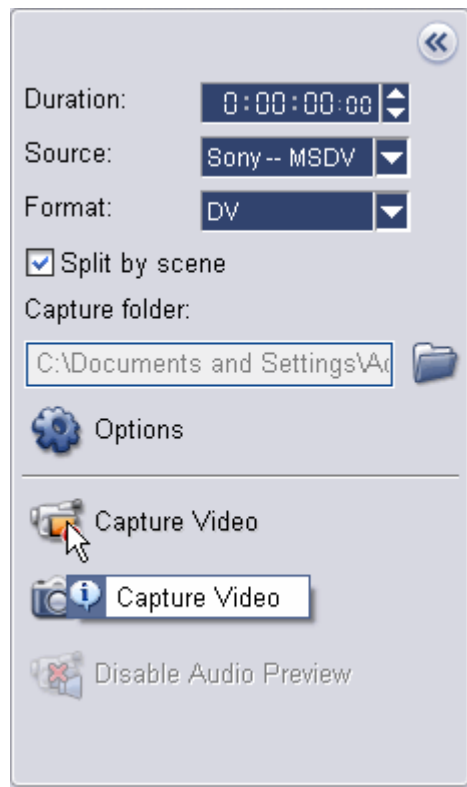 Duration: 0:00:00:00
Source: Sony -- MSDV
Format: DV
Split by scene
Capture folder:
C:\Documents and Settings\Ac
Options
Capture Video
Capture Video
Disable Audio Preview